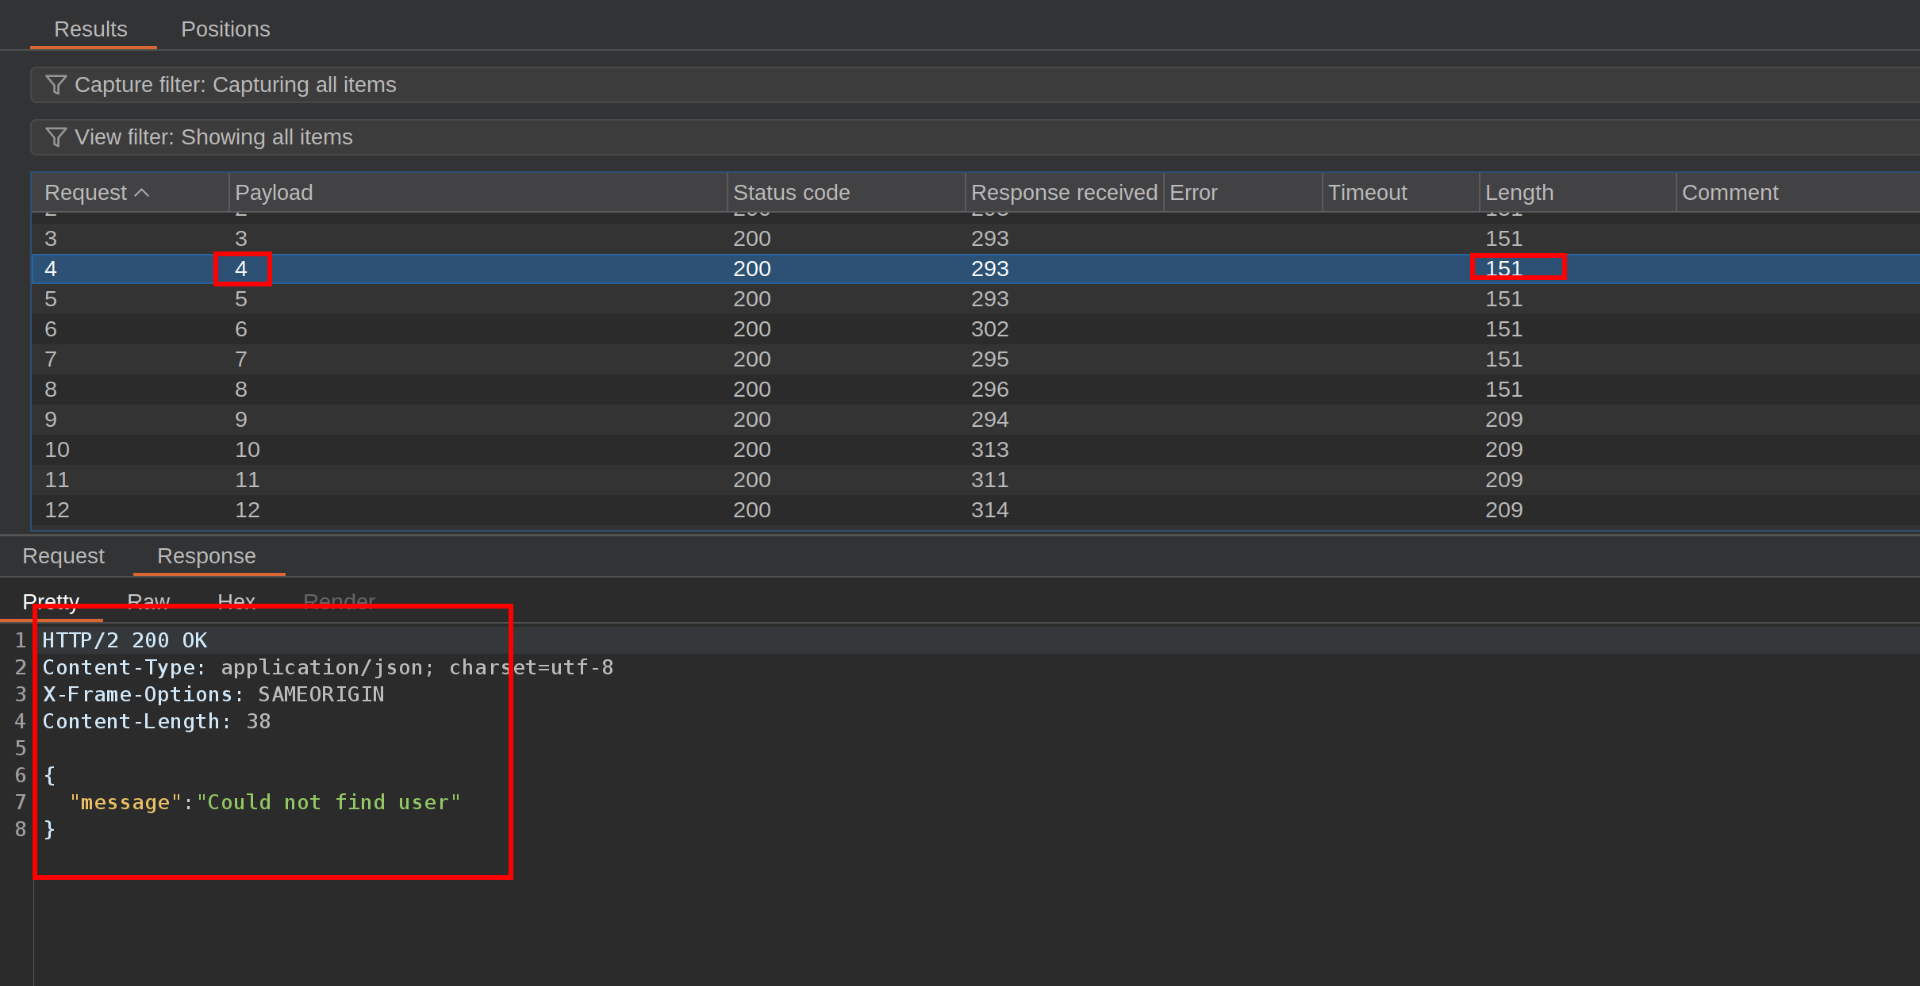 Results Positions
Capture filter: Capturing all items
View filter: Showing all items
Request Payload Status code Response received Error Timeout Length Comment
3 3 200 293 151
4 4 200 293 151
5 5 200 293 151
6 6 200 302 151
7 7 200 295 151
8 8 200 296 151
9 9 200 294 209
10 10 200 313 209
11 11 200 311 209
12 12 200 314 209
Request Response
Pretty Raw Hex Render
1 HTTP/2 200 OK
2 Content-Type: application/json; charset=utf-8
3 X-Frame-Options: SAMEORIGIN
4 Content-Length: 38
5
6 {
7 "message":"Could not find user"
8 }